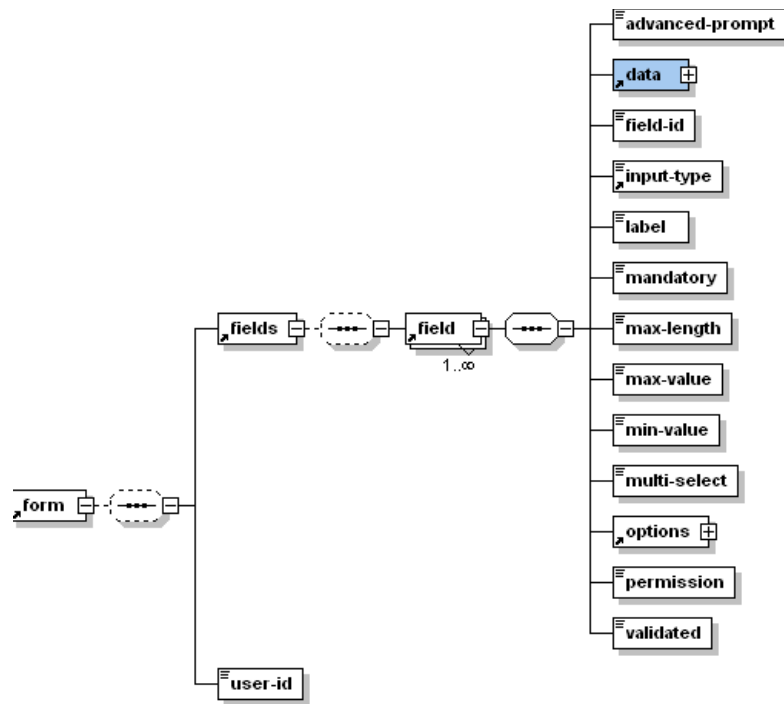 advanced-prompt
data
field-id
input-type
label
mandatory
fields
field
max-length
1..∞
max-value
min-value
multi-select
form
options
permission
validated
user-id